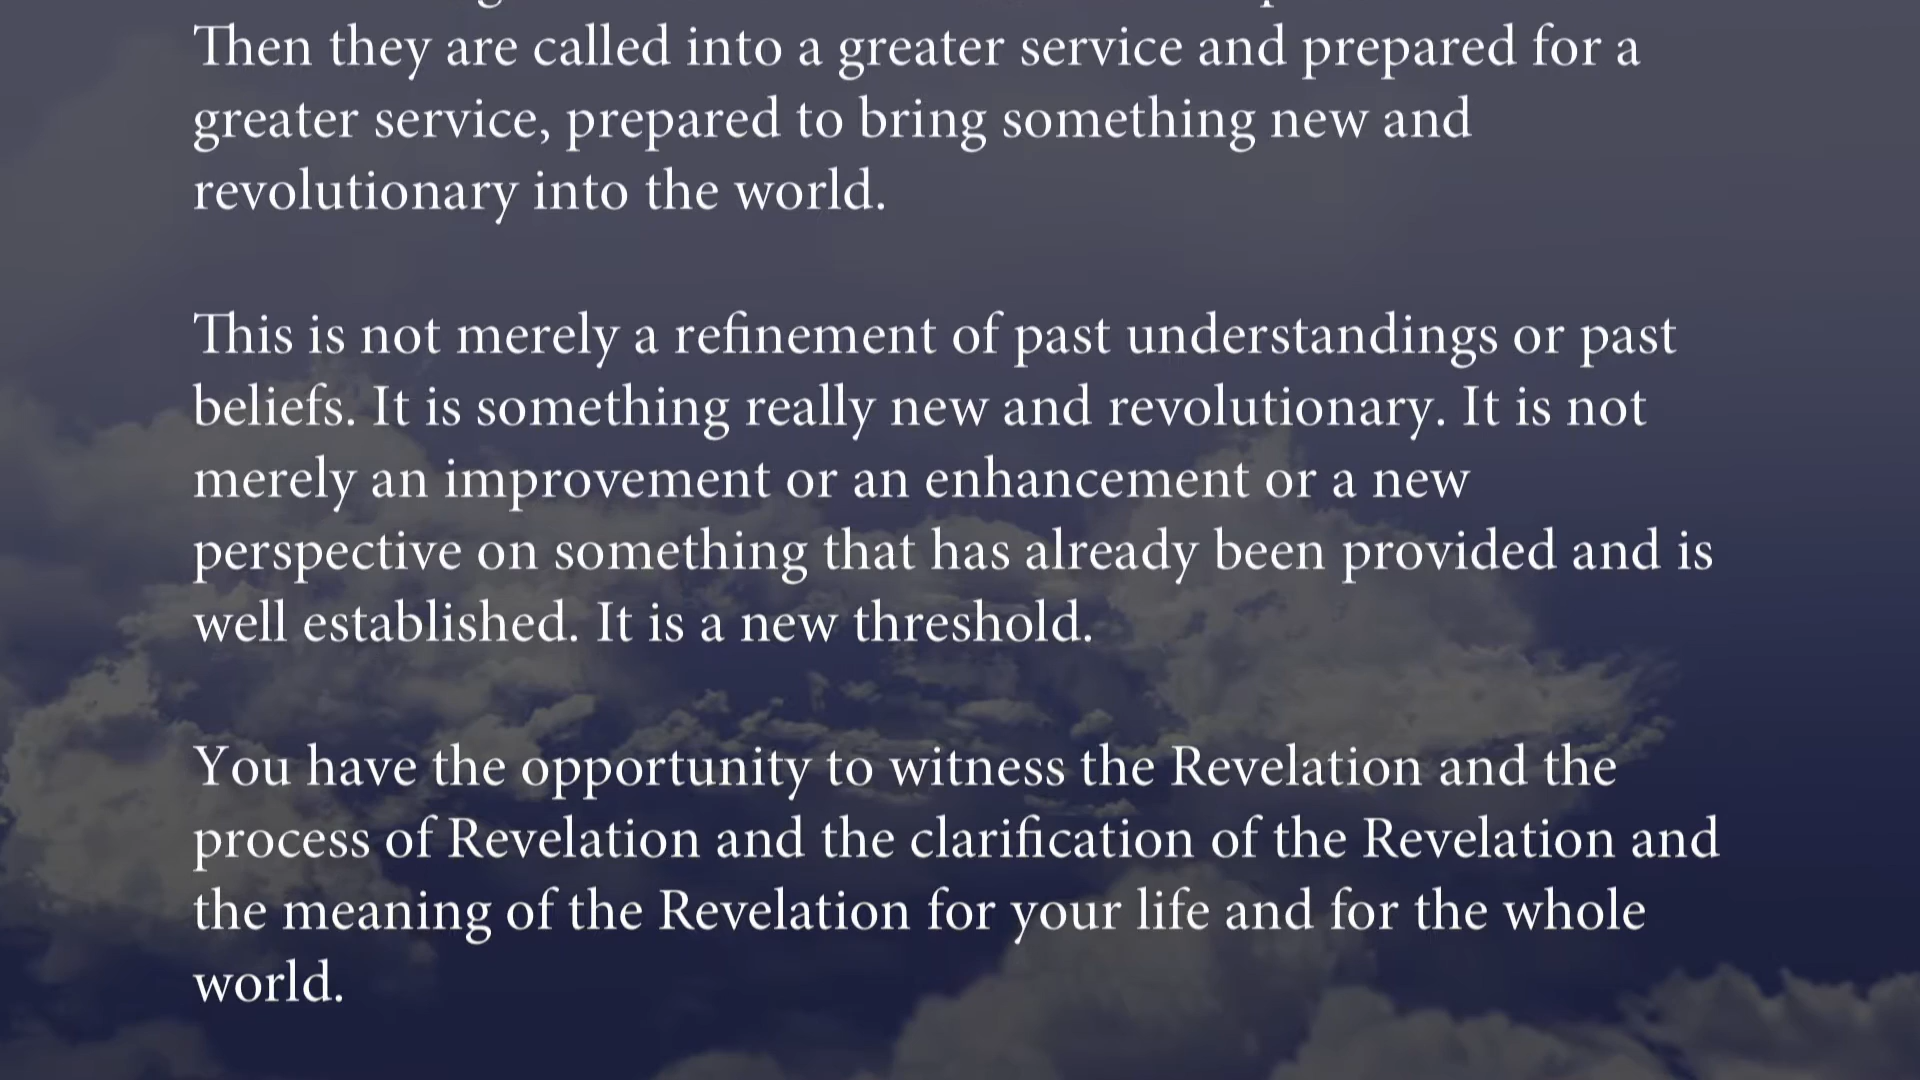 Then they are called into a greater service and prepared for a
greater service, prepared to bring something new and
revolutionary into the world.
This is not merely a refinement of past understandings or past
beliefs. It is something really new and revolutionary. It is not
merely an improvement or an enhancement or a new
perspective on something that has already been provided and is
well established. It is a new threshold.
You have the opportunity to witness the Revelation and the
process of Revelation and the clarification of the Revelation and
the meaning of the Revelation for your life and for the whole
world.